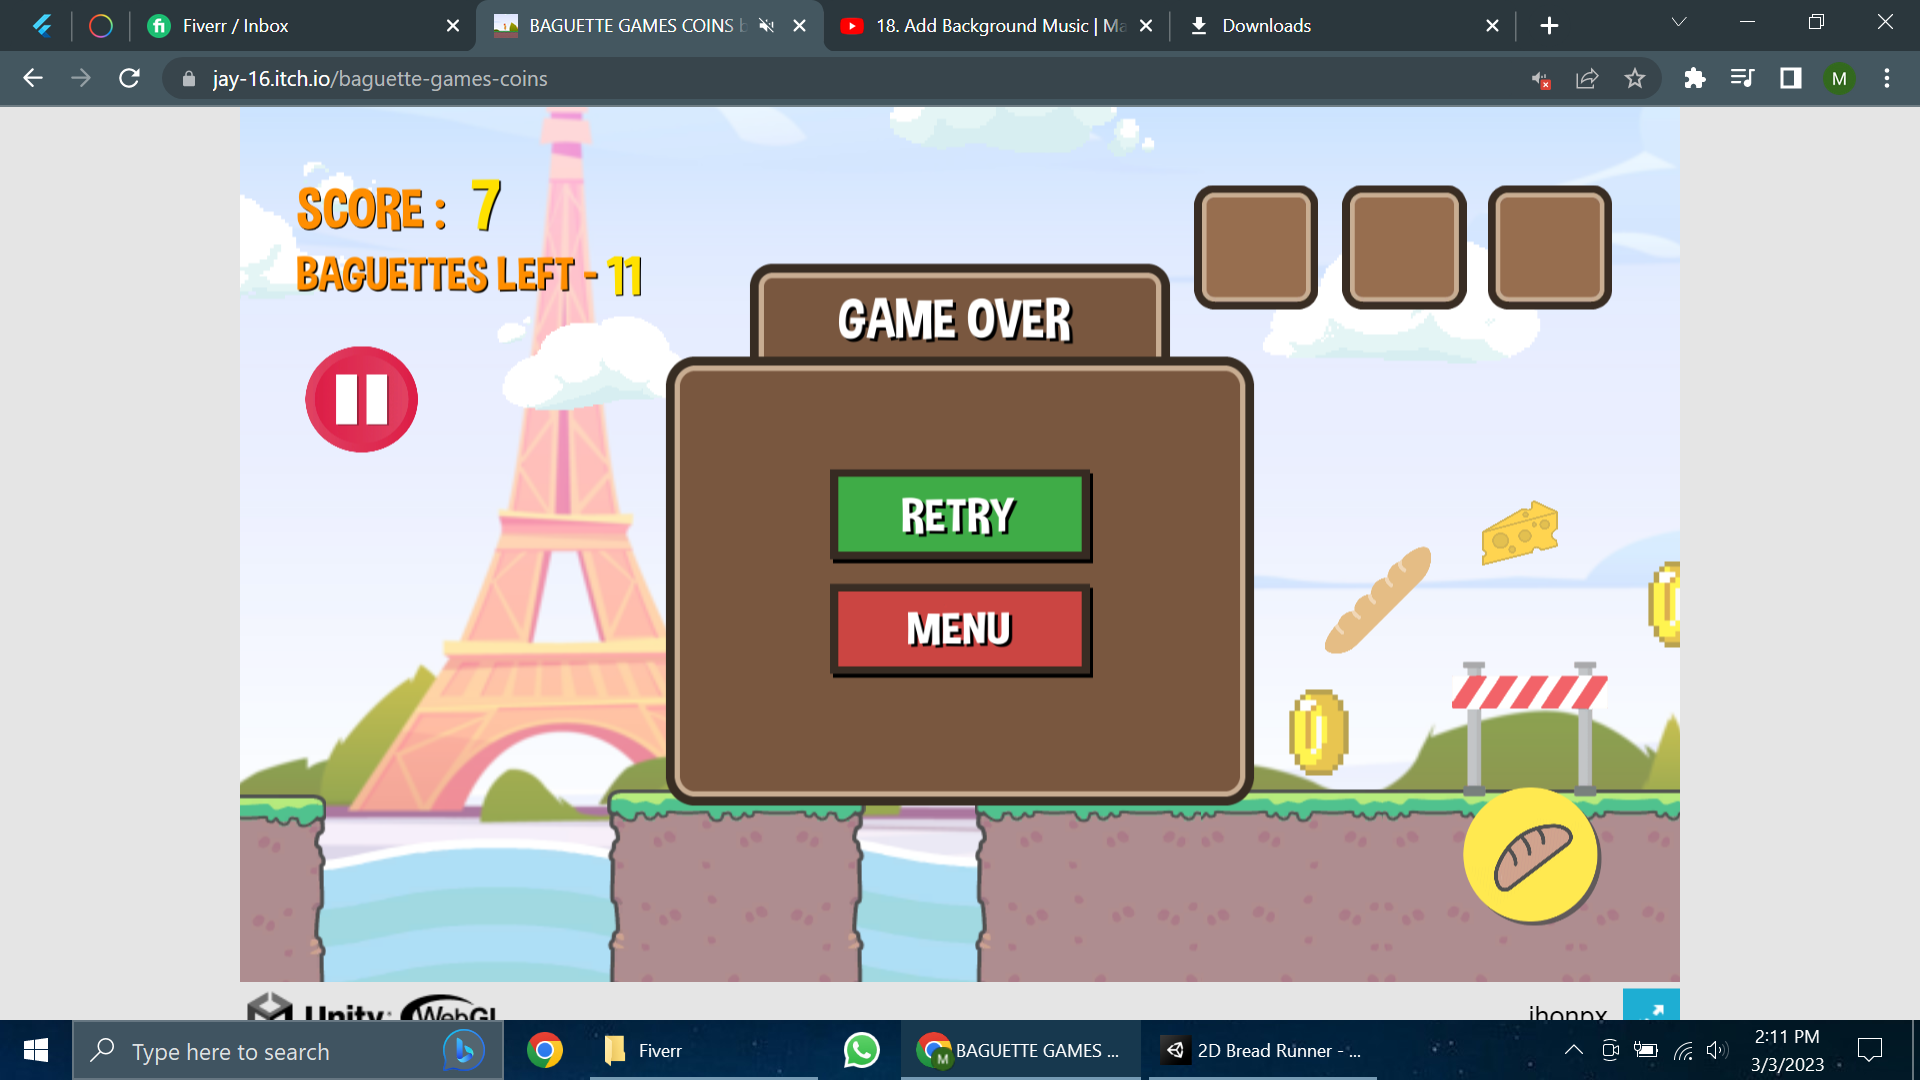 Fiverr / Inbox
BAGUETTE GAMES COINS b
18. Add Background Music | Ma
Downloads
jay-16.itch.io/baguette-games-coins
M
SCORE : 7
BAGUETTES LEFT - 11
GAME OVER
RETRY
MENU
Unity WebGL
jhonpx
Type here to search
Fiverr
M
BAGUETTE GAMES ...
2D Bread Runner - ...
2:11 PM
3/3/2023